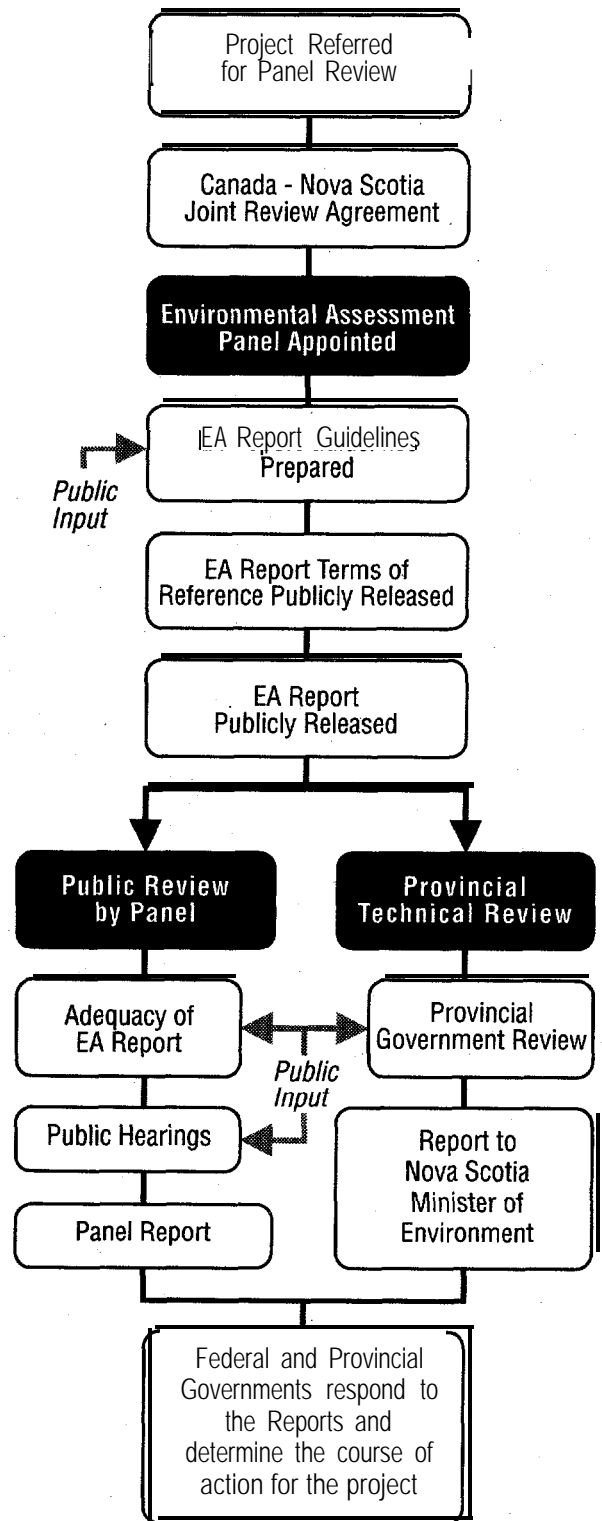 Project Referred
for Panel Review
Canada - Nova Scotia
Joint Review Agreement
Environmental Assessment
Panel Appointed
EA Report Guidelines
Prepared
Public
Input
EA Report Terms of
Reference Publicly Released
EA Report
Publicly Released
Public Review
by Panel
Provincial
Technical Review
Adequacy of
EA Report
Provincial
Government Review
Public
Input
Public Hearings
Report to
Nova Scotia
Minister of
Environment
Panel Report
Federal and Provincial
Governments respond to
the Reports and
determine the course of
action for the project